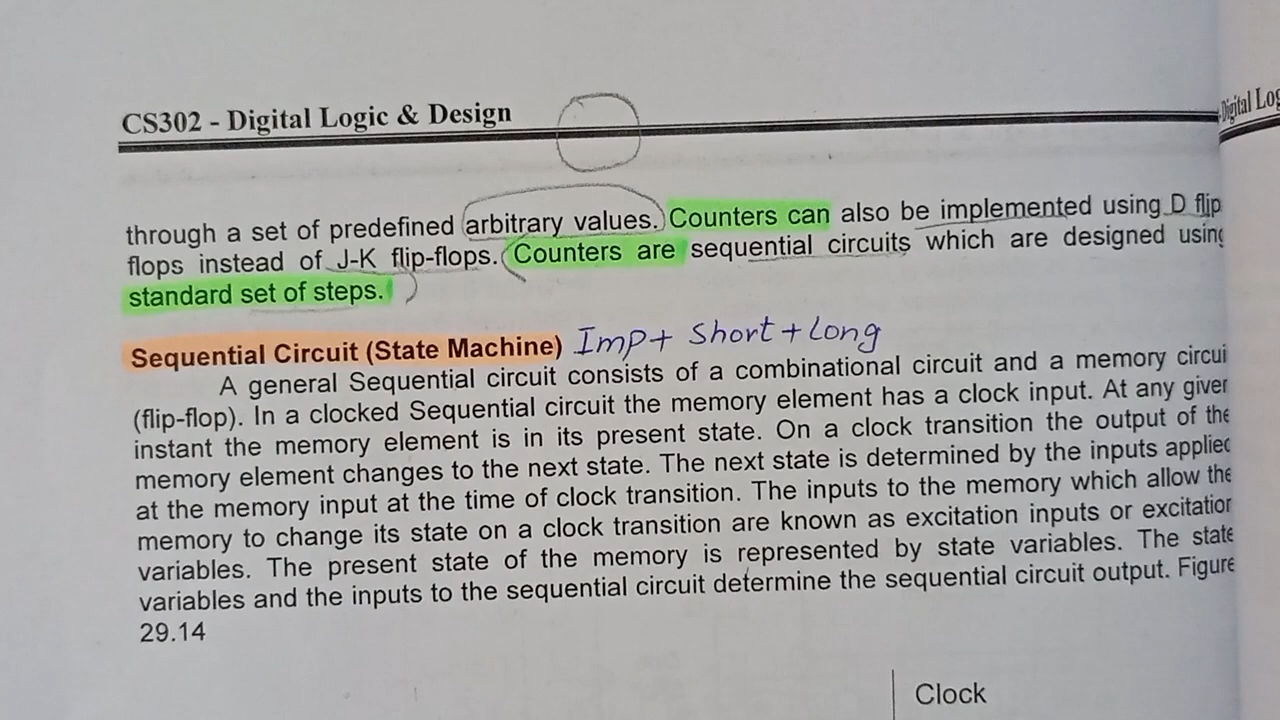 CS302 - Digital Logic & Design
through a set of predefined arbitrary values. Counters can also be implemented using D flip
flops instead of J-K flip-flops. Counters are sequential circuits which are designed using
standard set of steps.
Sequential Circuit (State Machine) Imp+ Short + Long
A general Sequential circuit consists of a combinational circuit and a memory circui
(flip-flop). In a clocked Sequential circuit the memory element has a clock input. At any given
instant the memory element is in its present state. On a clock transition the output of the
memory element changes to the next state. The next state is determined by the inputs applied
at the memory input at the time of clock transition. The inputs to the memory which allow the
memory to change its state on a clock transition are known as excitation inputs or excitation
variables. The present state of the memory is represented by state variables. The state
variables and the inputs to the sequential circuit determine the sequential circuit output. Figure
29.14
Clock
Digital Log